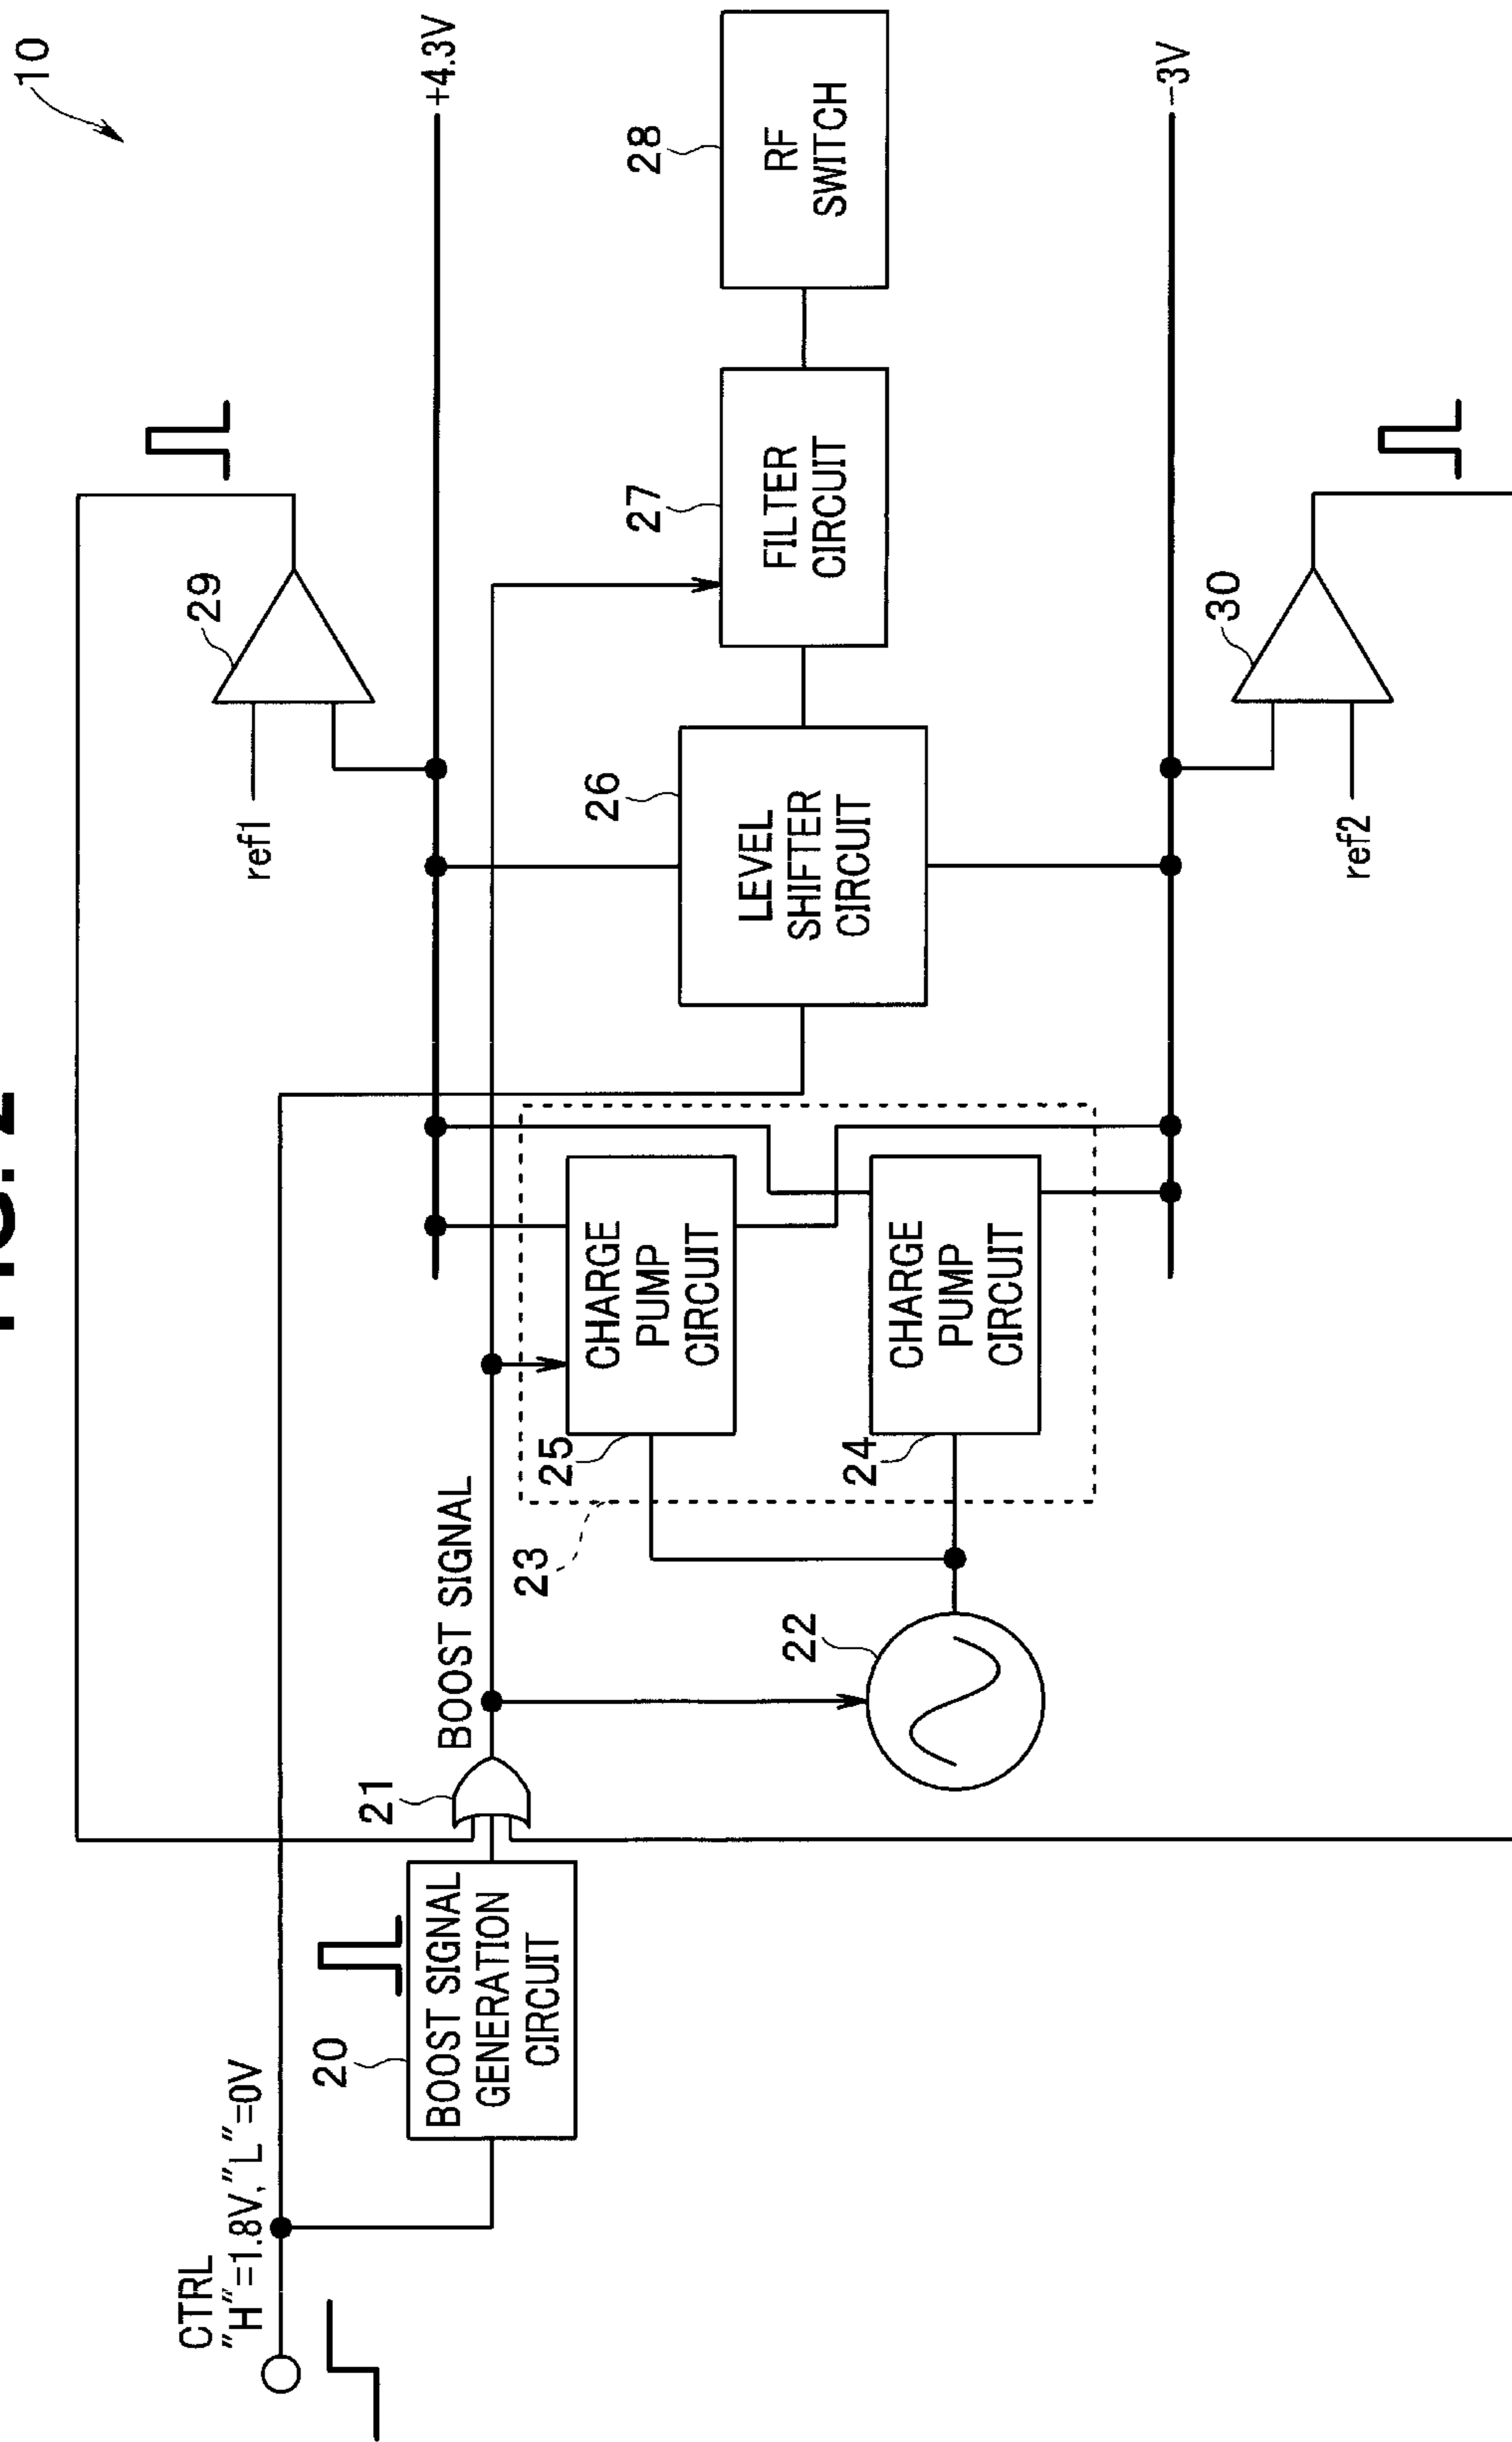 10
CTRL
"H"=1.8V, "L"=0V
20
BOOST SIGNAL
GENERATION
CIRCUIT
21
BOOST SIGNAL
22
23
25
CHARGE
PUMP
CIRCUIT
24
CHARGE
PUMP
CIRCUIT
26
LEVEL
SHIFTER
CIRCUIT
27
FILTER
CIRCUIT
28
RF
SWITCH
29
ref1
30
ref2
+4.3V
-3V